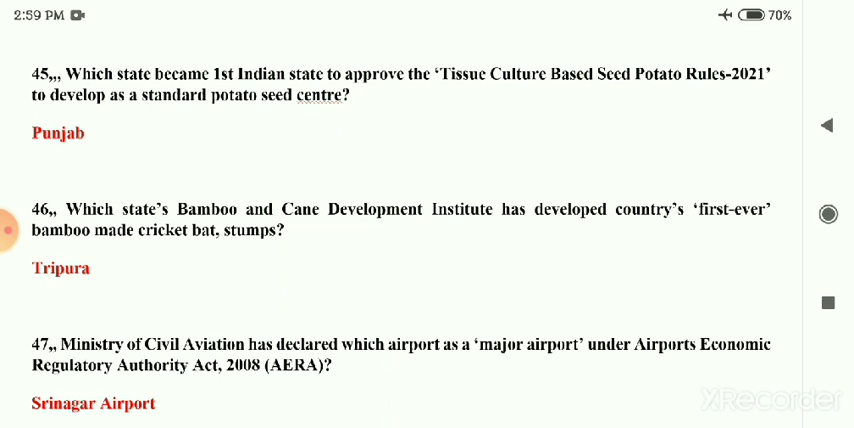 2:59 PM
70%
45,,, Which state became 1st Indian state to approve the ‘Tissue Culture Based Seed Potato Rules-2021’
to develop as a standard potato seed centre?
Punjab
46,, Which state’s Bamboo and Cane Development Institute has developed country’s ‘first-ever’
bamboo made cricket bat, stumps?
Tripura
47,, Ministry of Civil Aviation has declared which airport as a ‘major airport’ under Airports Economic
Regulatory Authority Act, 2008 (AERA)?
Srinagar Airport
XRecorder